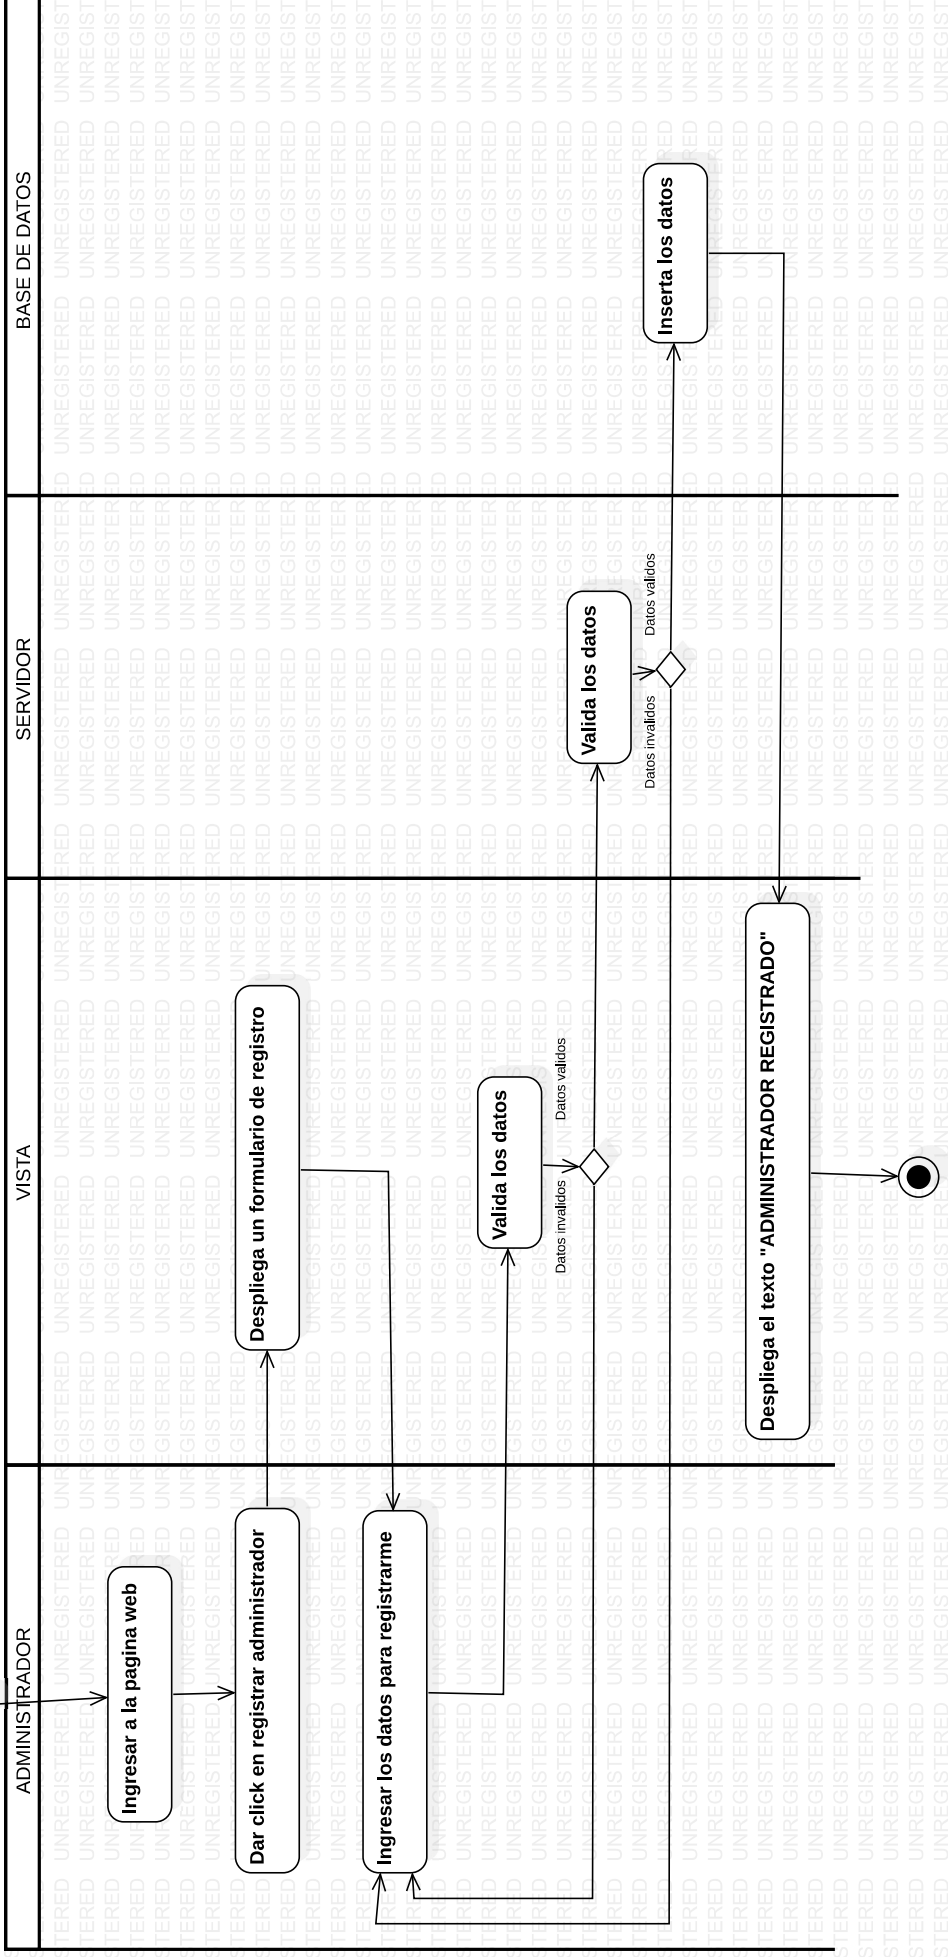 ADMINISTRADOR
VISTA
SERVIDOR
BASE DE DATOS
Ingresar a la pagina web
Dar click en registrar administrador
Despliega un formulario de registro
Ingresar los datos para registrarme
Valida los datos
Datos invalidos
Datos validos
Valida los datos
Datos invalidos
Datos validos
Inserta los datos
Despliega el texto "ADMINISTRADOR REGISTRADO"
UNREGISTERED